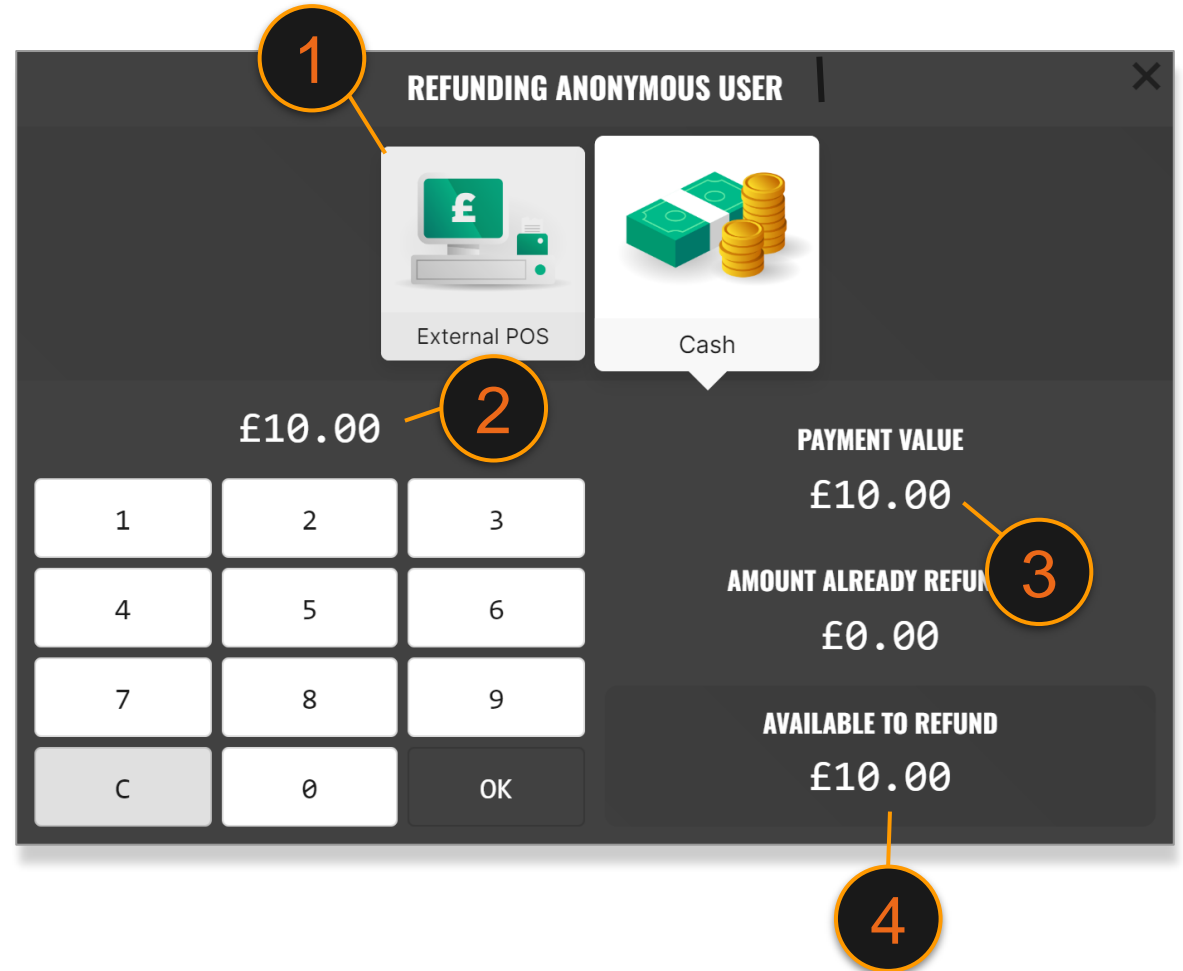 1
REFUNDING ANONYMOUS USER
£
External POS
Cash
2
£10.00
1 2 3
4 5 6
7 8 9
C 0 OK
PAYMENT VALUE
£10.00
3
AMOUNT ALREADY
£0.00
AVAILABLE TO REFUND
£10.00
4